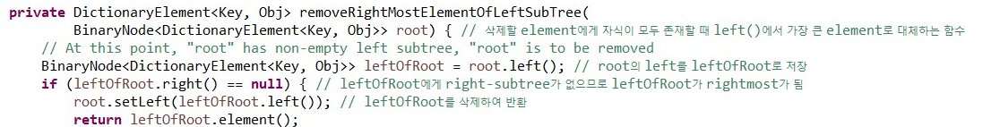 private DictionaryElement<Key, Obj> removeRightMostElementOfLeftSubTree(
BinaryNode<DictionaryElement<Key, Obj>> root) { // 삭제할 element에게 자식이 모두 존재할 때 left()에서 가장 큰 element로 대체하는 함수
// At this point, "root" has non-empty left subtree, "root" is to be removed
BinaryNode<DictionaryElement<Key, Obj>> leftOfRoot = root.left(); // root의 left를 leftOfRoot로 저장
if (leftOfRoot.right() == null) { // leftOfRoot에게 right-subtree가 없으므로 leftOfRoot가 rightmost가 됨
root.setLeft(leftOfRoot.left()); // leftOfRoot를 삭제하여 반환
return leftOfRoot.element();